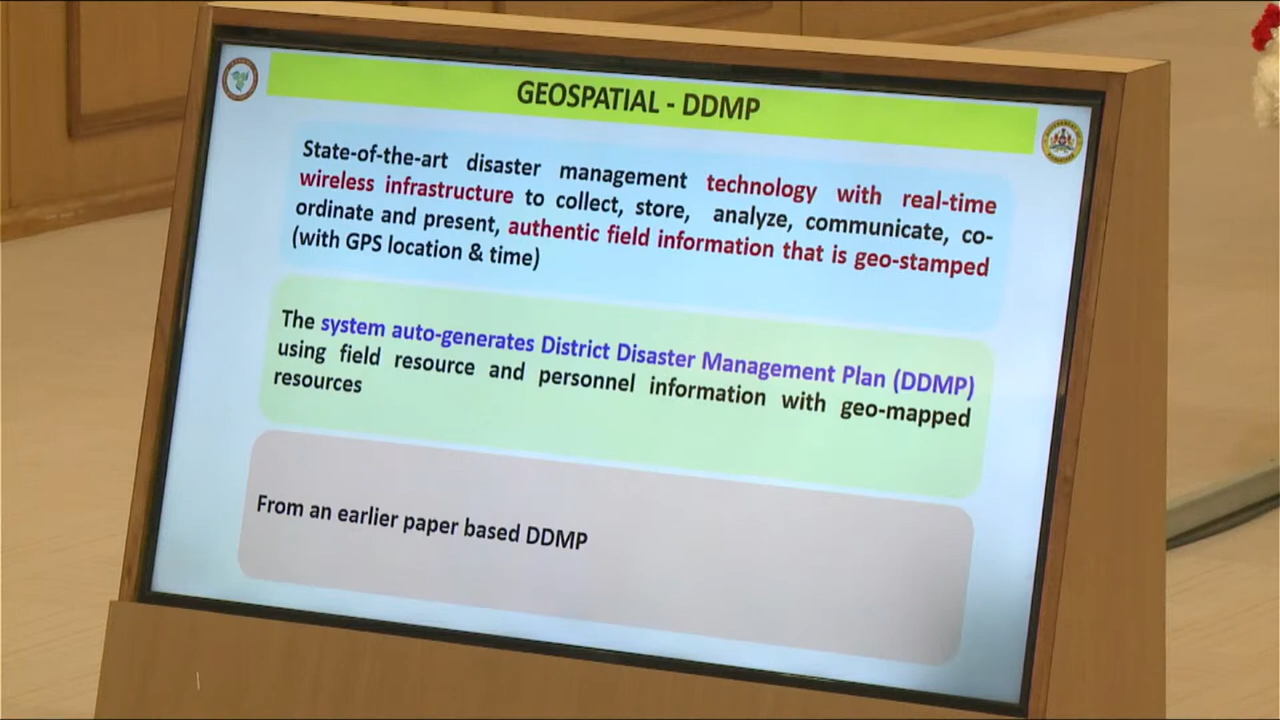 GEOSPATIAL - DDMP
State-of-the-art disaster management technology with real-time
wireless infrastructure to collect, store, analyze, communicate, co-
ordinate and present, authentic field information that is geo-stamped
(with GPS location & time)
The system auto-generates District Disaster Management Plan (DDMP)
using field resource and personnel information with geo-mapped
resources
From an earlier paper based DDMP